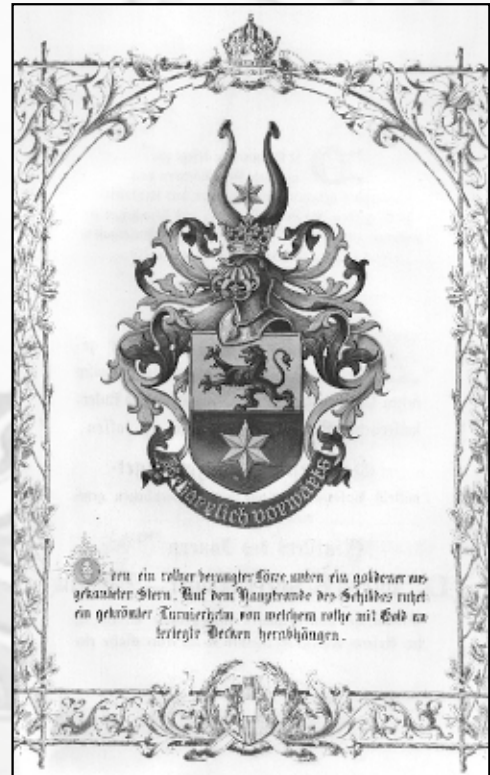 Beharrlich vorwärts
Oben ein rother bezungter Löwe, unten ein goldener aus
gekanteter Stern. Auf dem Hauptrande des Schildes ruhet
ein gekrönter Turnierhelm, von welchem rothe mit Gold un
terlegte Decken herabhängen.